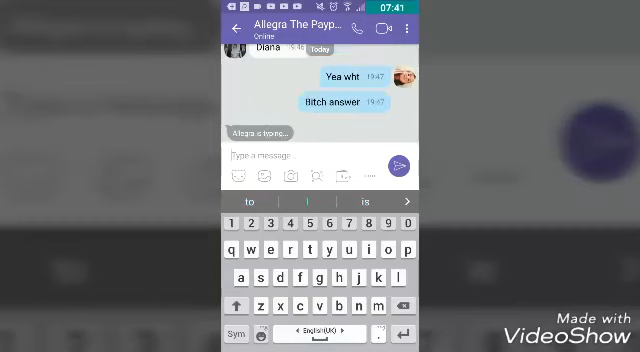 07:41
Allegra The Payp...
Online
Diana 19:46
Today
Yea wht 19:47
Bitch answer 19:47
Allegra is typing...
Type a message...
to i is
1 2 3 4 5 6 7 8 9 0
q w e r t y u i o p
a s d f g h j k l
z x c v b n m
Sym English(UK) .
Made with
VideoShow